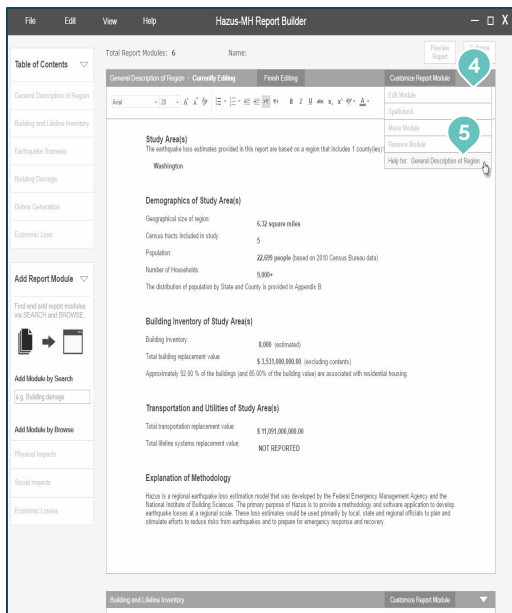 File Edit View Help Hazus-MH Report Builder
Total Report Modules: 6 Name:
Preview Report
4
Table of Contents
General Description of Region
Building and Lifeline Inventory
Earthquake Scenario
Building Damage
Debris Generation
Economic Loss
Add Report Module
Find and add report modules
via SEARCH and BROWSE.
Add Module by Search
e.g. Building damage
Add Module by Browse
Physical Impacts
Social Impacts
Economic Losses
General Description of Region - Currently Editing Finish Editing Customize Report Module
Arial 20
Edit Module
Spellcheck
Move Module
Remove Module
Help for: General Description of Region
5
Study Area(s)
The earthquake loss estimates provided in this report are based on a region that includes 1 county(ies)
Washington
Demographics of Study Area(s)
Geographical size of region: 6.32 square miles
Census tracts included in study: 5
Population: 22,699 people (based on 2010 Census Bureau data)
Number of Households: 9,000+
The distribution of population by State and County is provided in Appendix B.
Building Inventory of Study Area(s)
Building Inventory: 8,000 (estimated)
Total building replacement value $ 3,531,000,000.00 (excluding contents)
Approximately 92.00 % of the buildings (and 85.00% of the building value) are associated with residential housing.
Transportation and Utilities of Study Area(s)
Total transportation replacement value: $ 11,091,000,000.00
Total lifeline systems replacement value: NOT REPORTED
Explanation of Methodology
Hazus is a regional earthquake loss estimation model that was developed by the Federal Emergency Management Agency and the
National Institute of Building Sciences. The primary purpose of Hazus is to provide a methodology and software application to develop
earthquake losses at a regional scale. These loss estimates would be used primarily by local, state and regional officials to plan and
stimulate efforts to reduce risks from earthquakes and to prepare for emergency response and recovery.
Building and Lifeline Inventory Customize Report Module